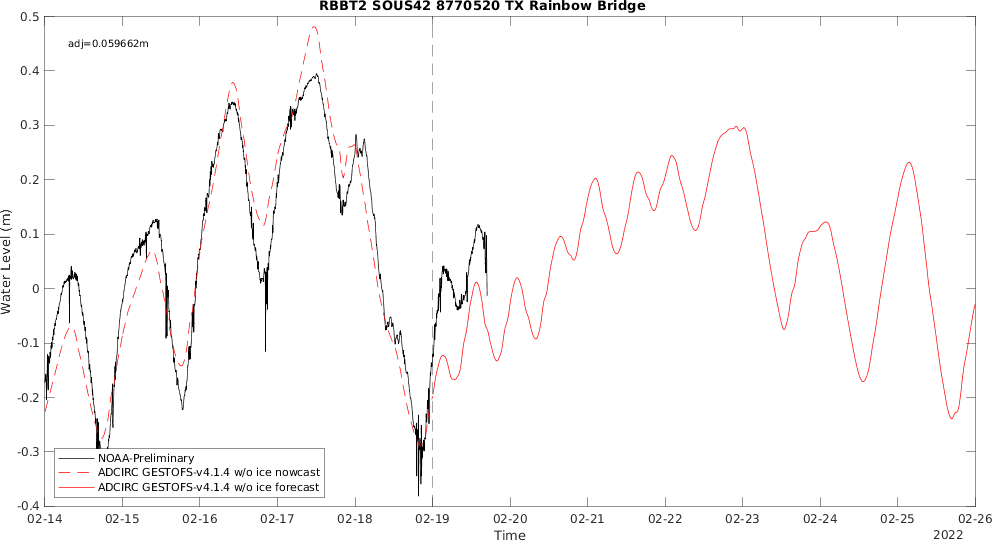 RBBT2 SOUS42 8770520 TX Rainbow Bridge
adj=0.059662m
Water Level (m)
0.5
0.4
0.3
0.2
0.1
0
-0.1
-0.2
-0.3
-0.4
NOAA-Preliminary
ADCIRC GESTOFS-v4.1.4 w/o ice nowcast
ADCIRC GESTOFS-v4.1.4 w/o ice forecast
02-14 02-15 02-16 02-17 02-18 02-19 02-20 02-21 02-22 02-23 02-24 02-25 02-26
Time
2022